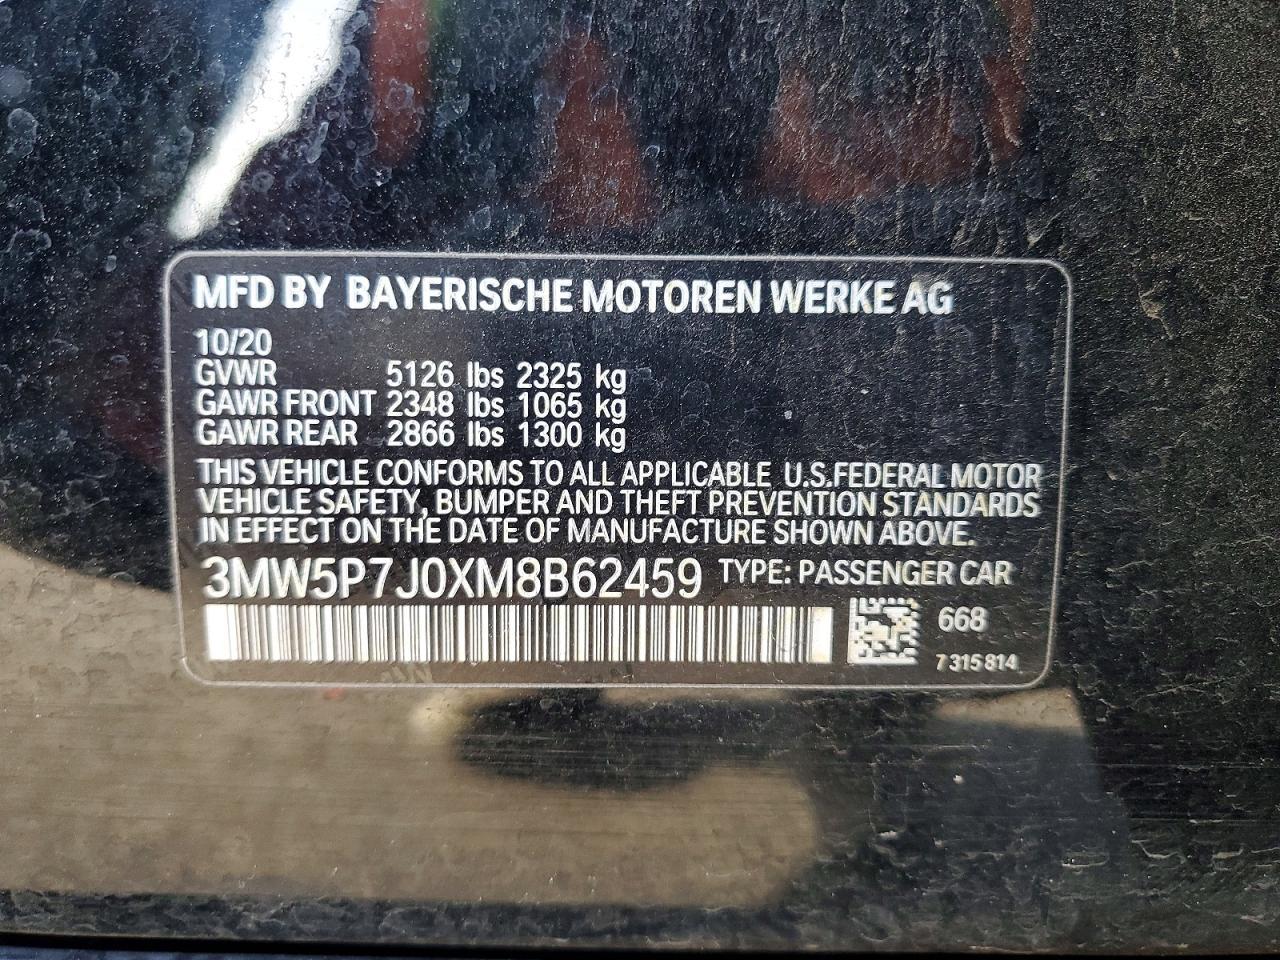 MFD BY BAYERISCHE MOTOREN WERKE AG
10/20
GVWR 5126 lbs 2325 kg
GAWR FRONT 2348 lbs 1065 kg
GAWR REAR 2866 lbs 1300 kg
THIS VEHICLE CONFORMS TO ALL APPLICABLE U.S.FEDERAL MOTOR
VEHICLE SAFETY, BUMPER AND THEFT PREVENTION STANDARDS
IN EFFECT ON THE DATE OF MANUFACTURE SHOWN ABOVE.
3MW5P7J0XM8B62459 TYPE: PASSENGER CAR
668
7 315 814